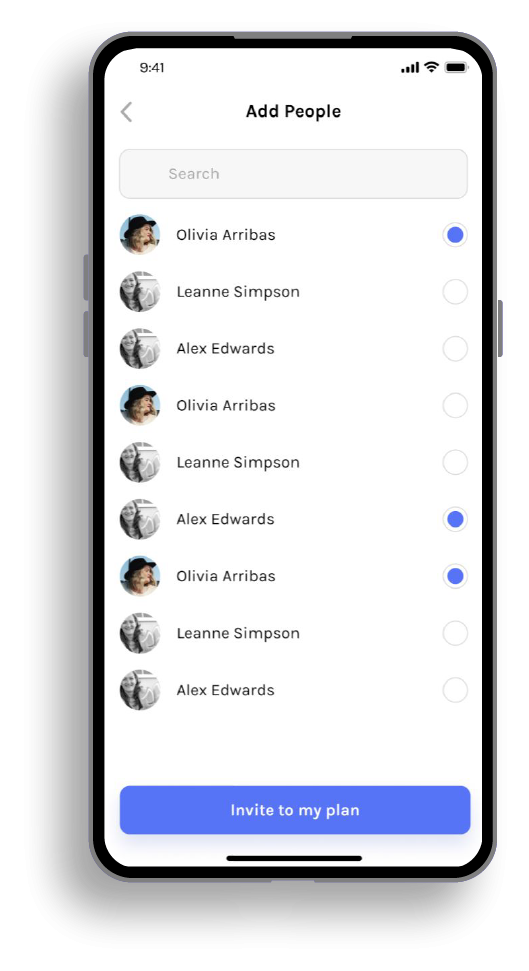 9:41
Add People
Search
Olivia Arribas
Leanne Simpson
Alex Edwards
Olivia Arribas
Leanne Simpson
Alex Edwards
Olivia Arribas
Leanne Simpson
Alex Edwards
Invite to my plan